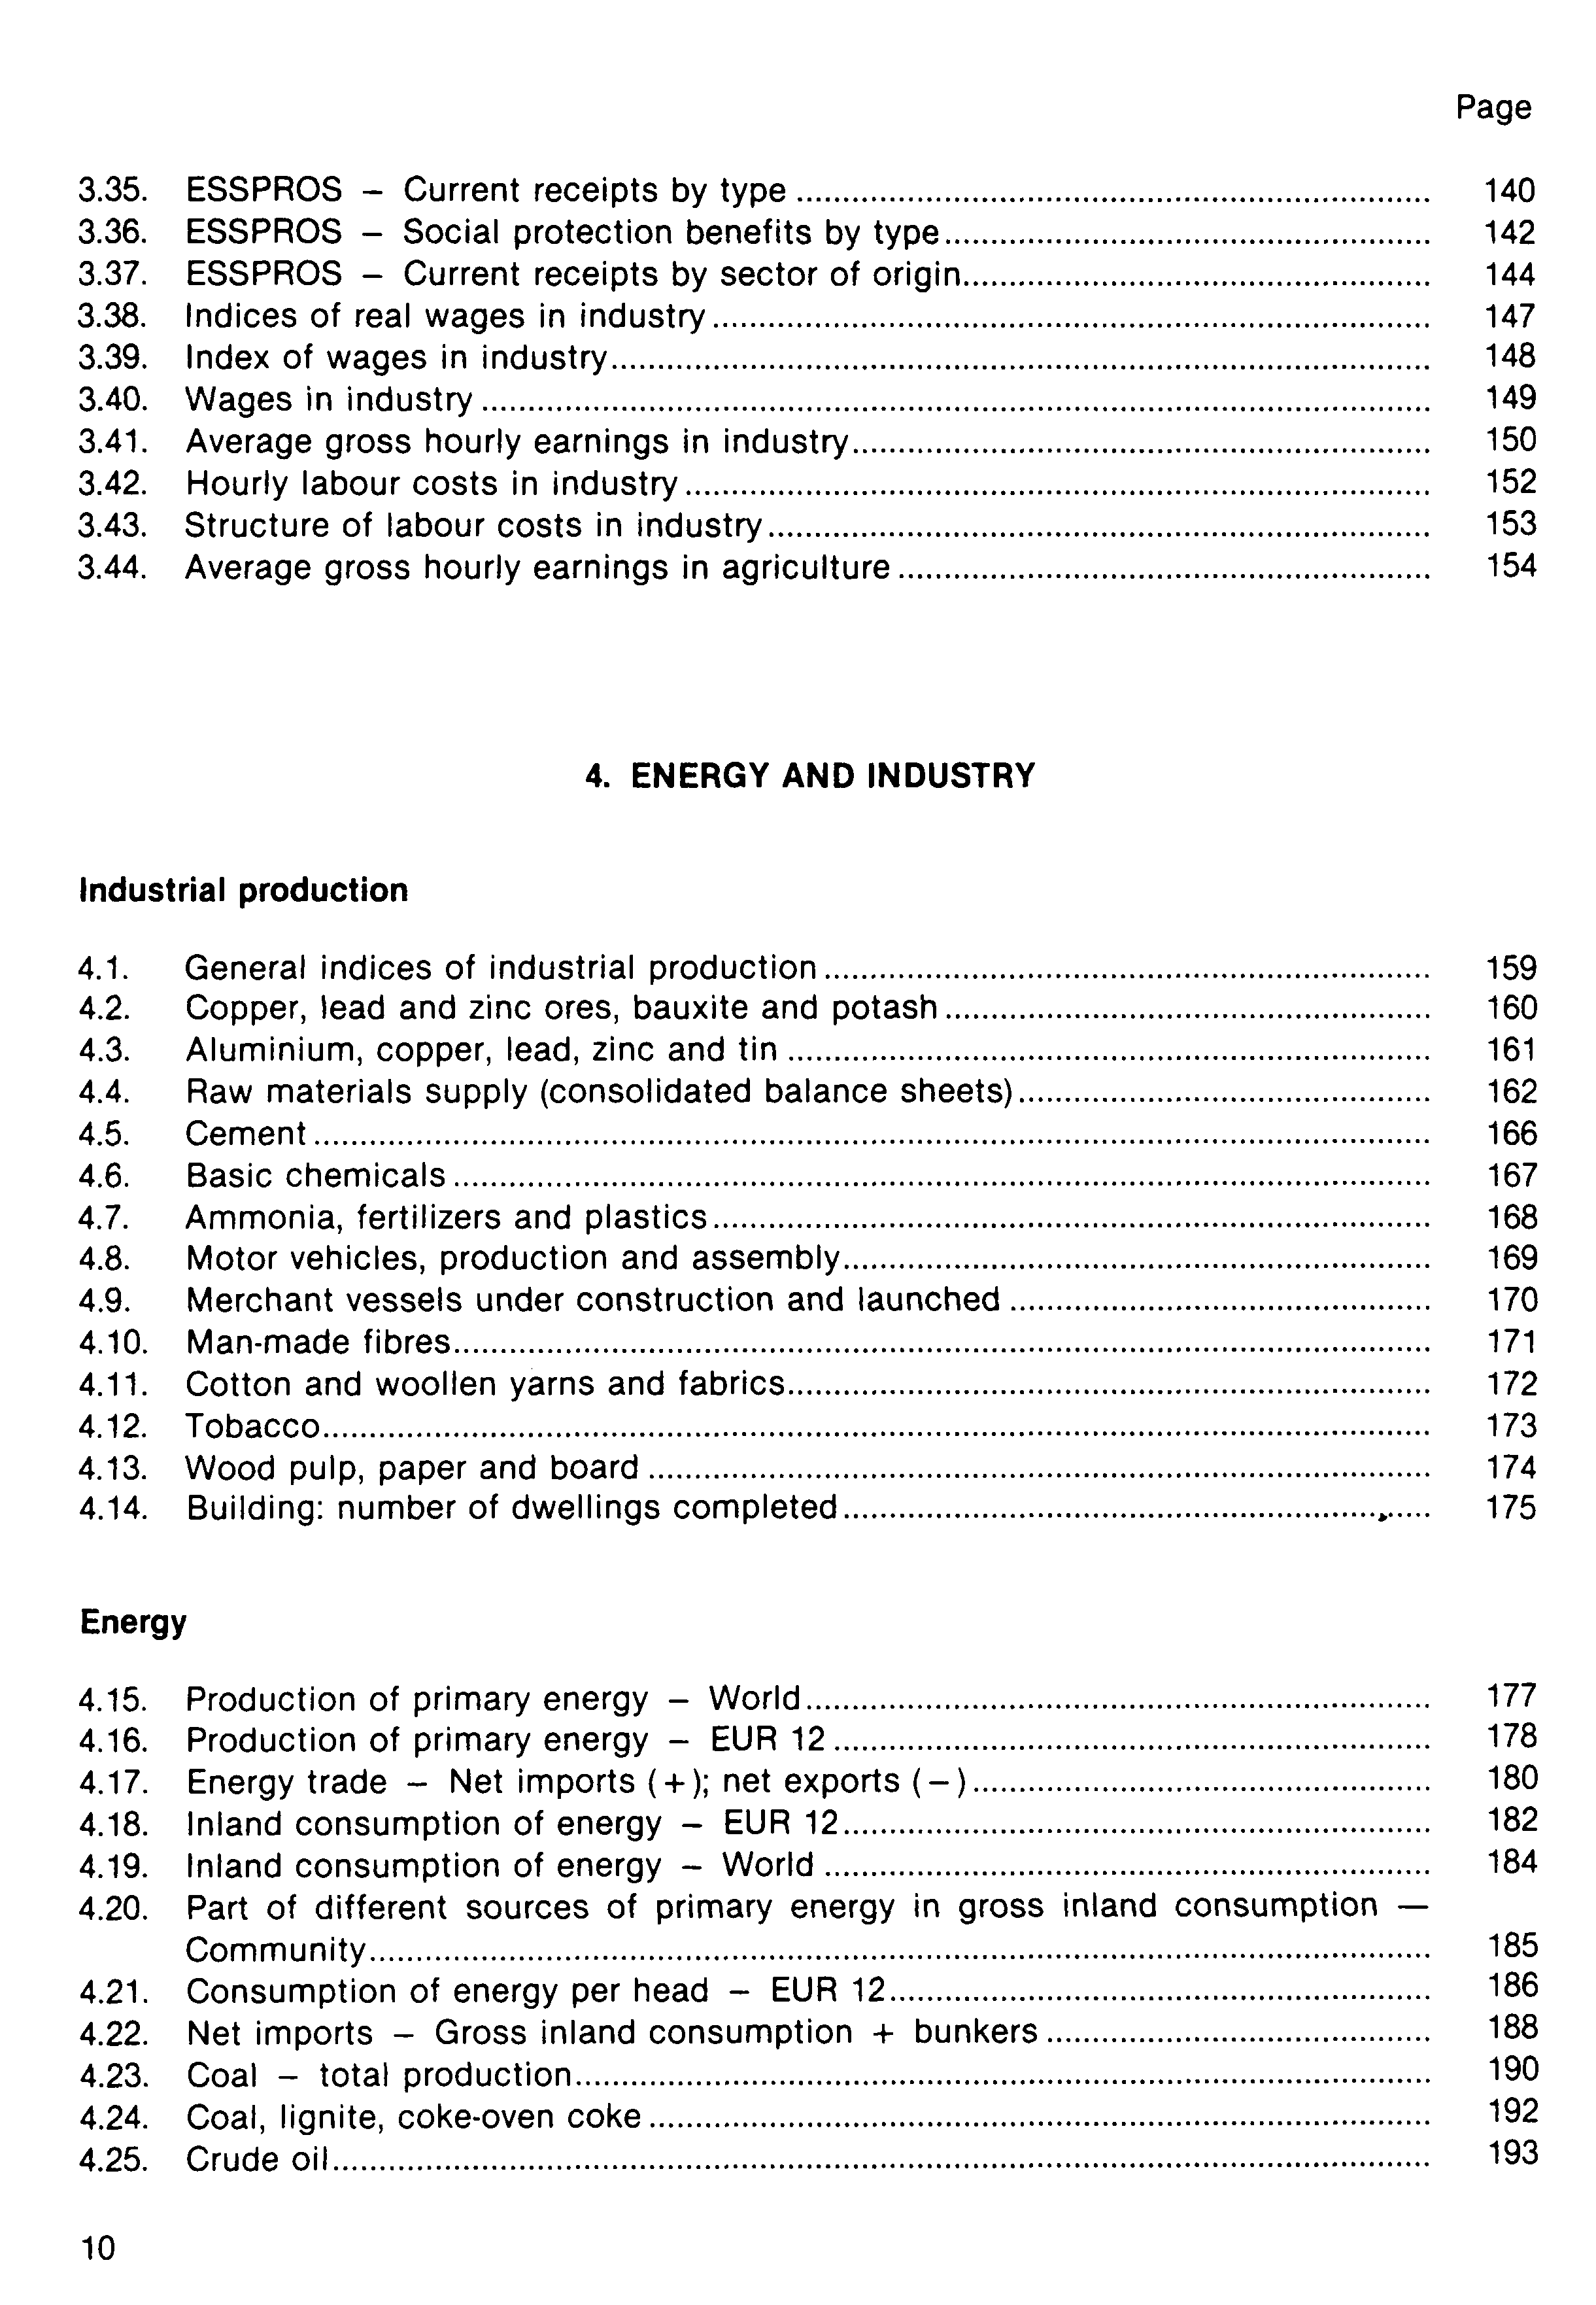 Page
3.35. ESSPROS – Current receipts by type ........ 140
3.36. ESSPROS – Social protection benefits by type ........ 142
3.37. ESSPROS – Current receipts by sector of origin ........ 144
3.38. Indices of real wages in industry ........ 147
3.39. Index of wages in industry ........ 148
3.40. Wages in industry ........ 149
3.41. Average gross hourly earnings in industry ........ 150
3.42. Hourly labour costs in industry ........ 152
3.43. Structure of labour costs in industry ........ 153
3.44. Average gross hourly earnings in agriculture ........ 154
4. ENERGY AND INDUSTRY
Industrial production
4.1. General indices of industrial production ........ 159
4.2. Copper, lead and zinc ores, bauxite and potash ........ 160
4.3. Aluminium, copper, lead, zinc and tin ........ 161
4.4. Raw materials supply (consolidated balance sheets) ........ 162
4.5. Cement ........ 166
4.6. Basic chemicals ........ 167
4.7. Ammonia, fertilizers and plastics ........ 168
4.8. Motor vehicles, production and assembly ........ 169
4.9. Merchant vessels under construction and launched ........ 170
4.10. Man-made fibres ........ 171
4.11. Cotton and woollen yarns and fabrics ........ 172
4.12. Tobacco ........ 173
4.13. Wood pulp, paper and board ........ 174
4.14. Building: number of dwellings completed ........ 175
Energy
4.15. Production of primary energy – World ........ 177
4.16. Production of primary energy – EUR 12 ........ 178
4.17. Energy trade – Net imports (+); net exports (–) ........ 180
4.18. Inland consumption of energy – EUR 12 ........ 182
4.19. Inland consumption of energy – World ........ 184
4.20. Part of different sources of primary energy in gross inland consumption —
Community ........ 185
4.21. Consumption of energy per head – EUR 12 ........ 186
4.22. Net imports – Gross inland consumption + bunkers ........ 188
4.23. Coal – total production ........ 190
4.24. Coal, lignite, coke-oven coke ........ 192
4.25. Crude oil ........ 193
10